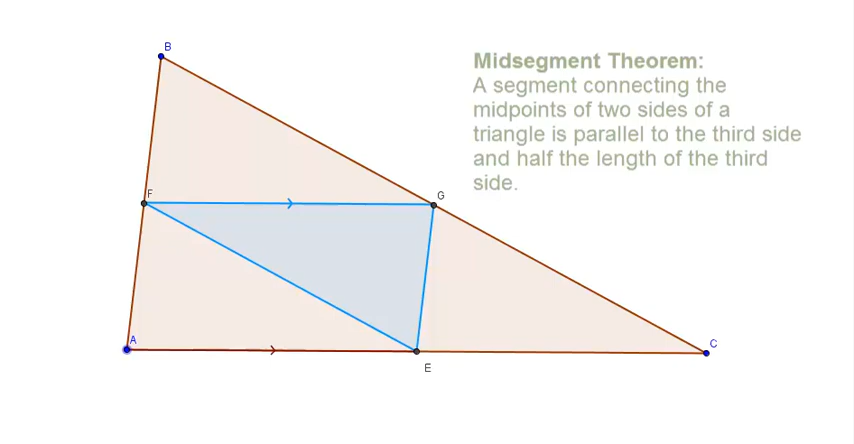 B
Midsegment Theorem:
A segment connecting the
midpoints of two sides of a
triangle is parallel to the third side
and half the length of the third
side.
F
G
A
C
E